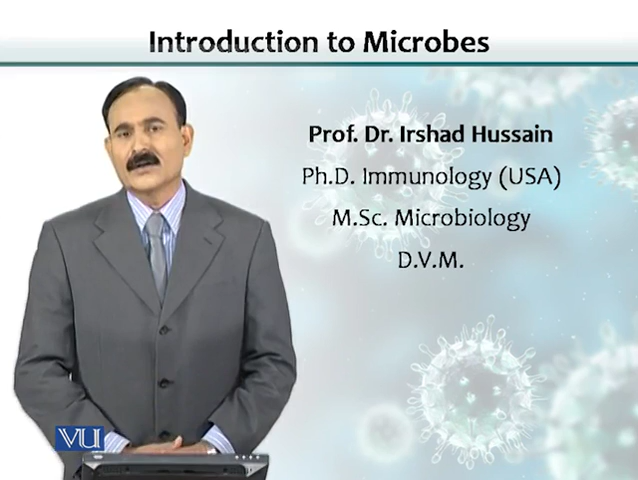 Introduction to Microbes
Prof. Dr. Irshad Hussain
Ph.D. Immunology (USA)
M.Sc. Microbiology
D.V.M.
VU